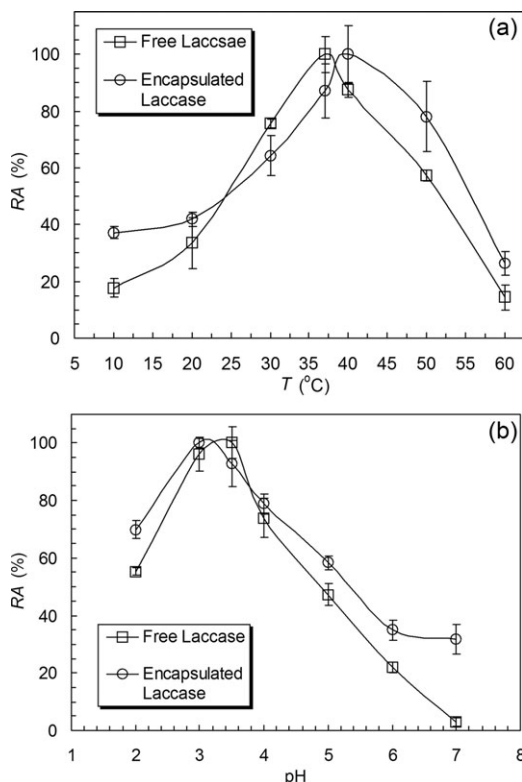 (a)
Free Laccsae
Encapsulated
Laccase
RA (%)
100
80
60
40
20
0
5 10 15 20 25 30 35 40 45 50 55 60
T (°C)
(b)
RA (%)
100
80
60
40
20
0
Free Laccase
Encapsulated
Laccase
1 2 3 4 5 6 7 8
pH